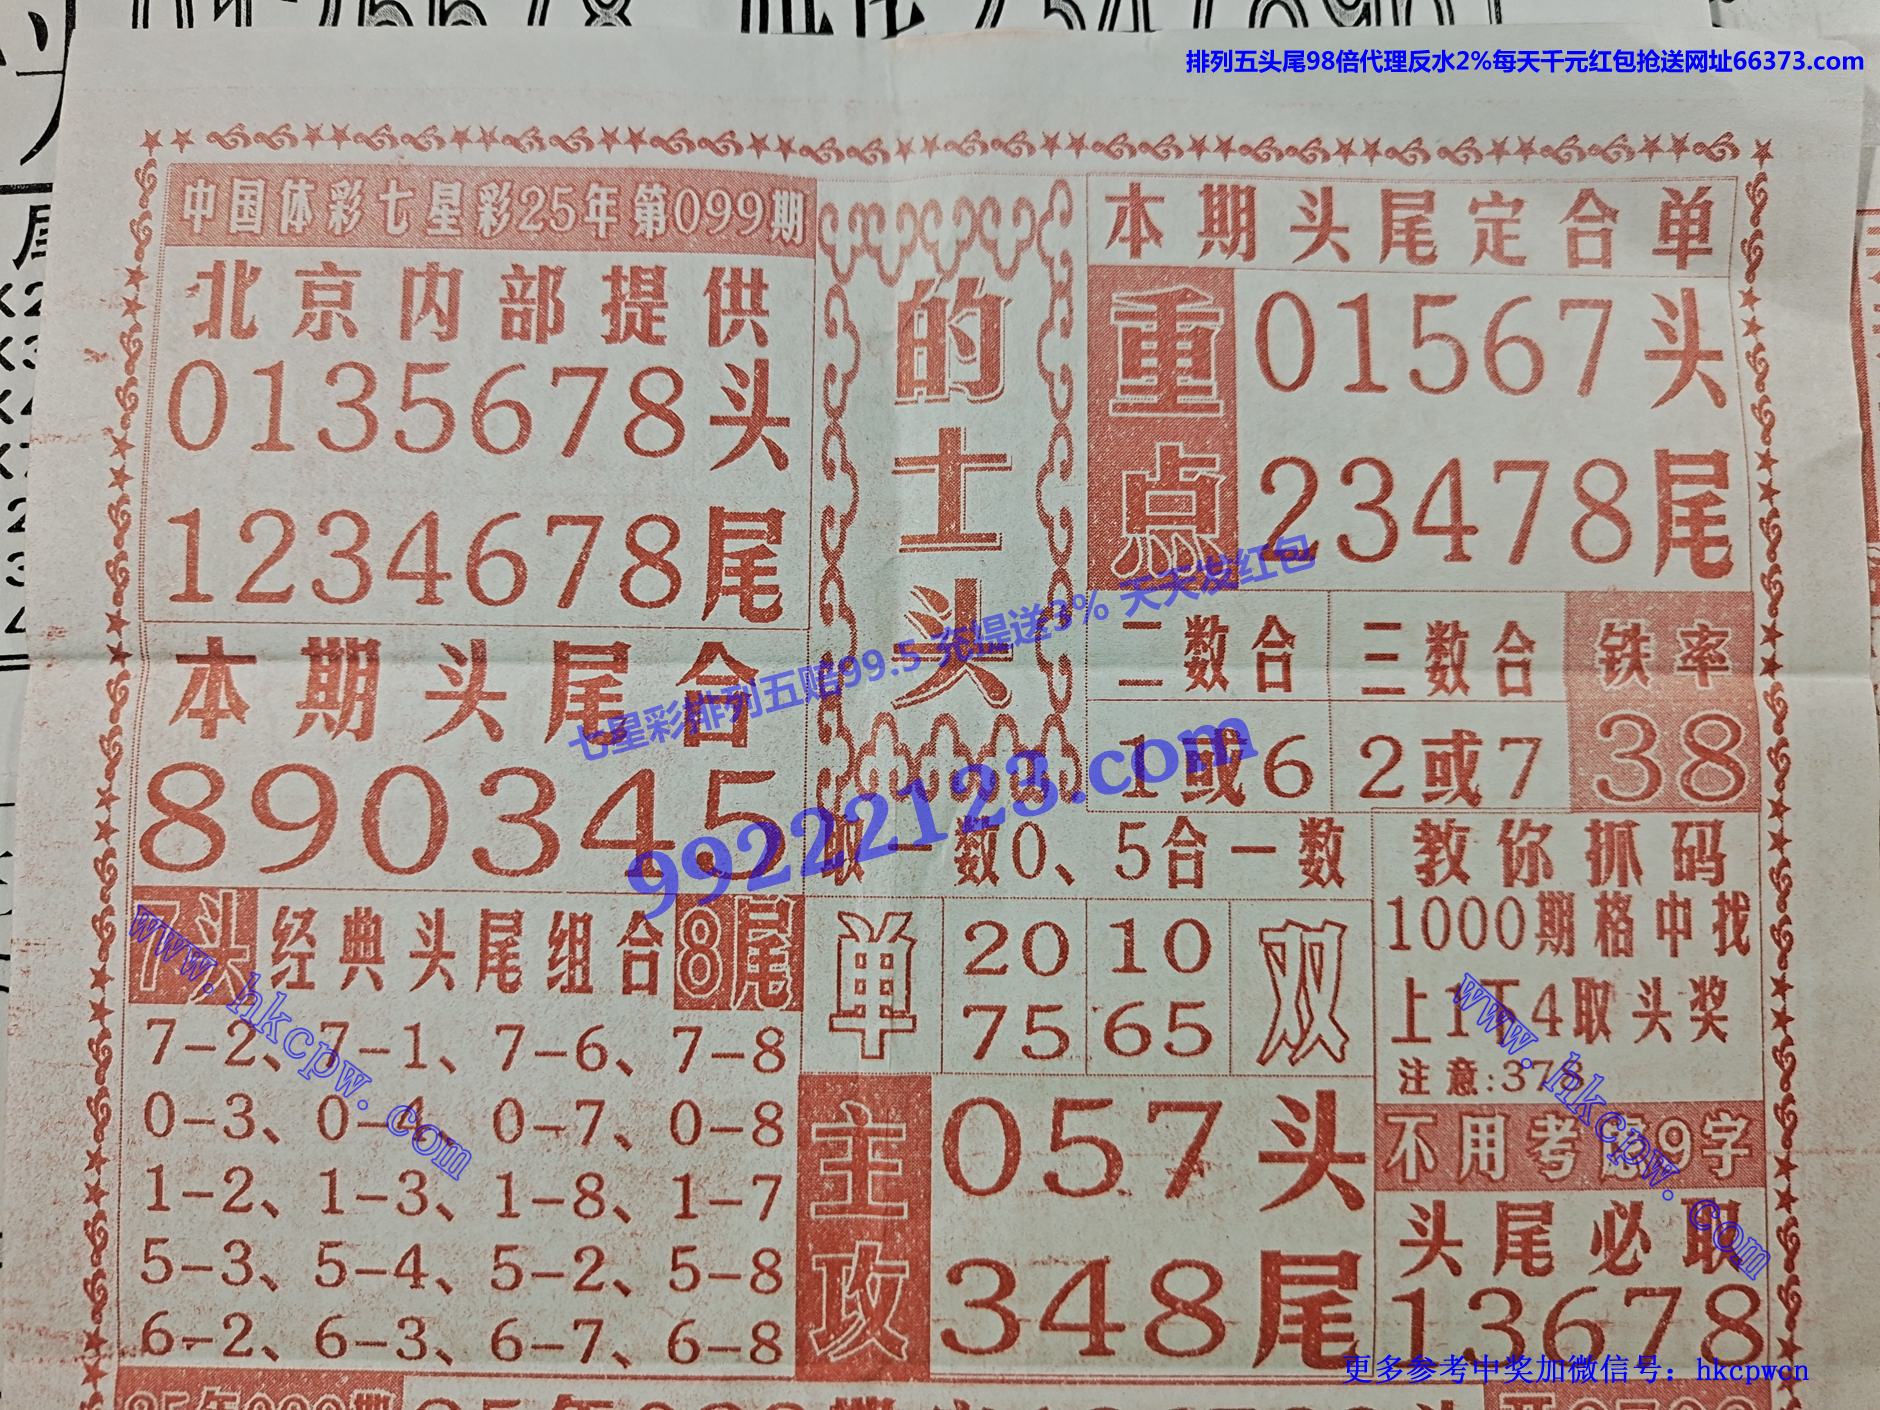 排列五头尾98倍代理反水2%每天千元红包抢送网址66373.com
中国体彩七星彩25年第099期
北京内部提供
0135678头
1234678尾
本期头尾合
890345
的士头
本期头尾定合单
重点
01567头
23478尾
二数合 三数合 铁率
1或6 2或7 38
取一数0、5合一数
七星彩排列五赔99.5 充提送3% 天天发红包
99222123.com
7头 经典头尾组合 8尾
7-2、7-1、7-6、7-8
0-3、0-4、0-7、0-8
1-2、1-3、1-8、1-7
5-3、5-4、5-2、5-8
6-2、6-3、6-7、6-8
单 20 10 双
75 65
主攻
057头
348尾
教你抓码
1000期格中找
上1下4取头奖
注意:378
不用考虑9字
头尾必取
13678
www.hkcpw.com
www.hkcpw.com
更多参考中奖加微信号：hkcpwcn